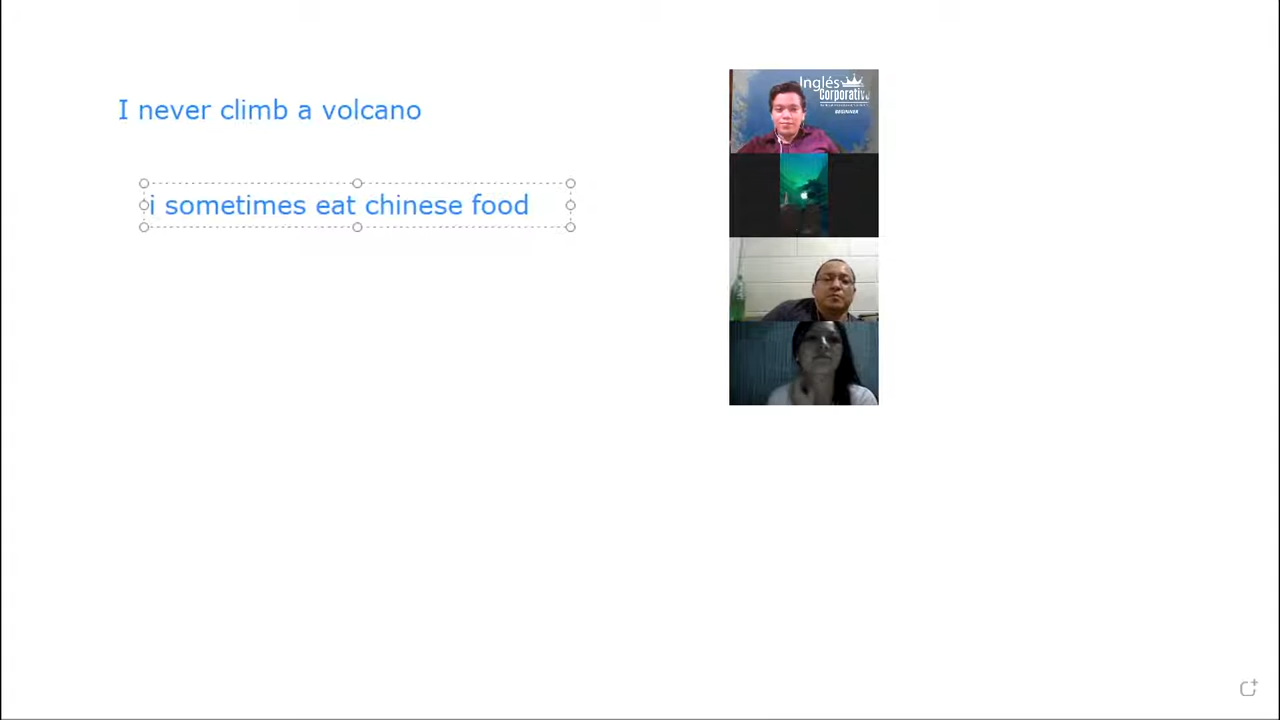 I never climb a volcano
i sometimes eat chinese food
Inglés
Corporativo
BEGINNER